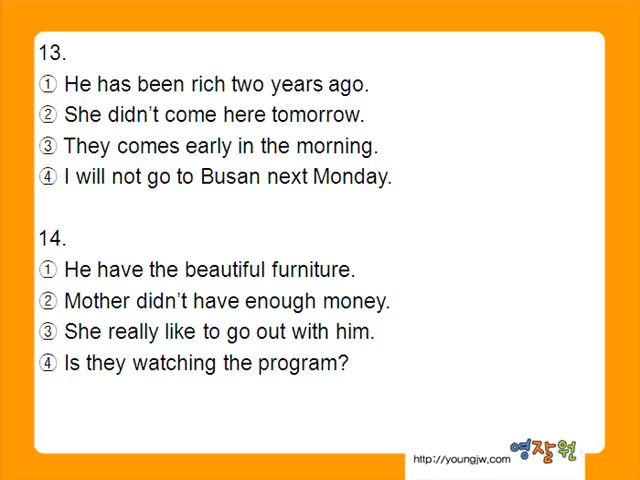 13.
① He has been rich two years ago.
② She didn't come here tomorrow.
③ They comes early in the morning.
④ I will not go to Busan next Monday.
14.
① He have the beautiful furniture.
② Mother didn't have enough money.
③ She really like to go out with him.
④ Is they watching the program?
http://youngjw.com 영잘원